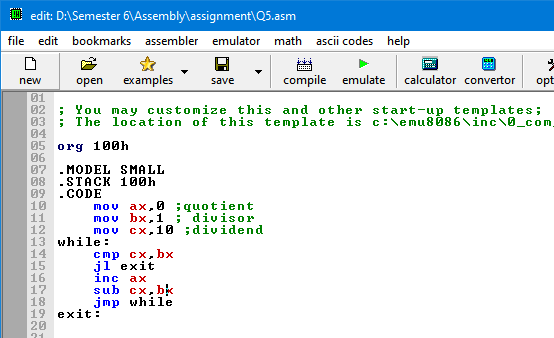 edit: D:\Semester 6\Assembly\assignment\Q5.asm
file edit bookmarks assembler emulator math ascii codes help
new open examples save compile emulate calculator convertor
01
02 ; You may customize this and other start-up templates;
03 ; The location of this template is c:\emu8086\inc\0_com
04
05 org 100h
06
07 .MODEL SMALL
08 .STACK 100h
09 .CODE
10 mov ax,0 ;quotient
11 mov bx,1 ; divisor
12 mov cx,10 ;dividend
13 while:
14 cmp cx,bx
15 jl exit
16 inc ax
17 sub cx,bx
18 jmp while
19 exit:
20
21